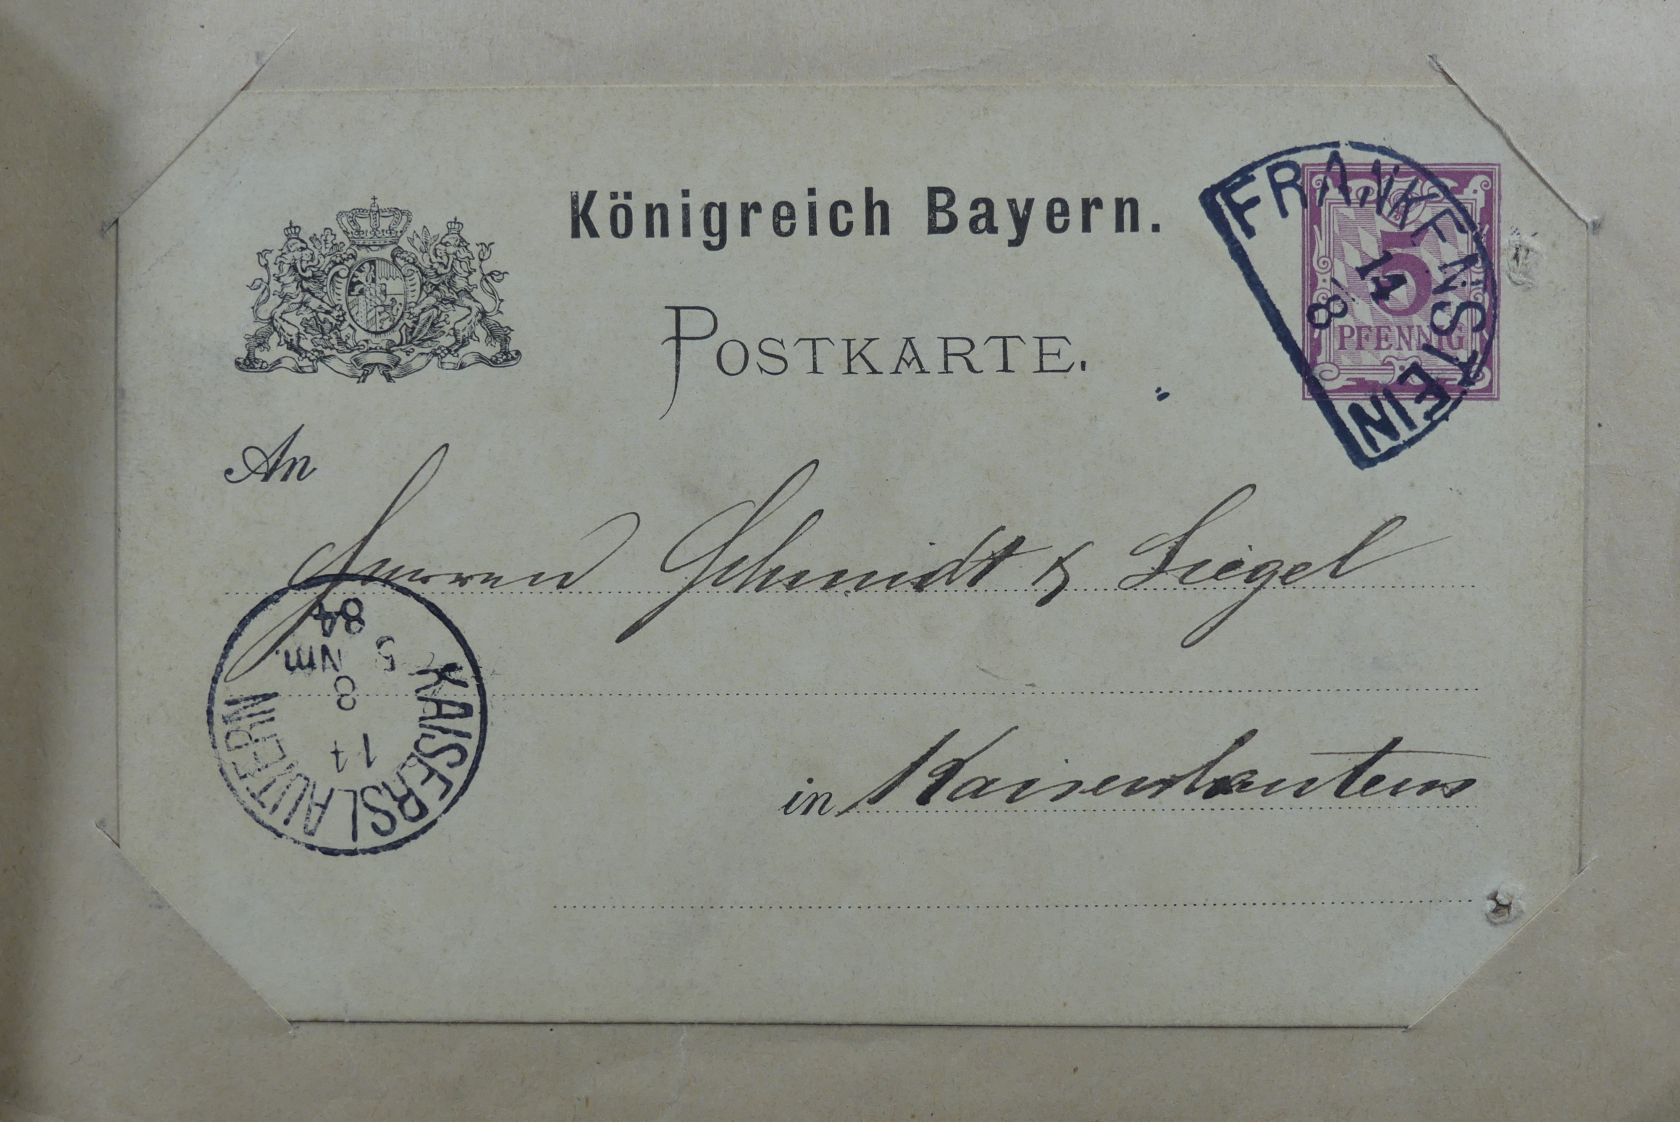 Königreich Bayern.
POSTKARTE.
FRANKENSTEIN
14
8
5
PFENNIG
An
Herren Schmidt & Siegel
in Kaiserslautern
KAISERSLAUTERN
14
8
5 Nm.
84